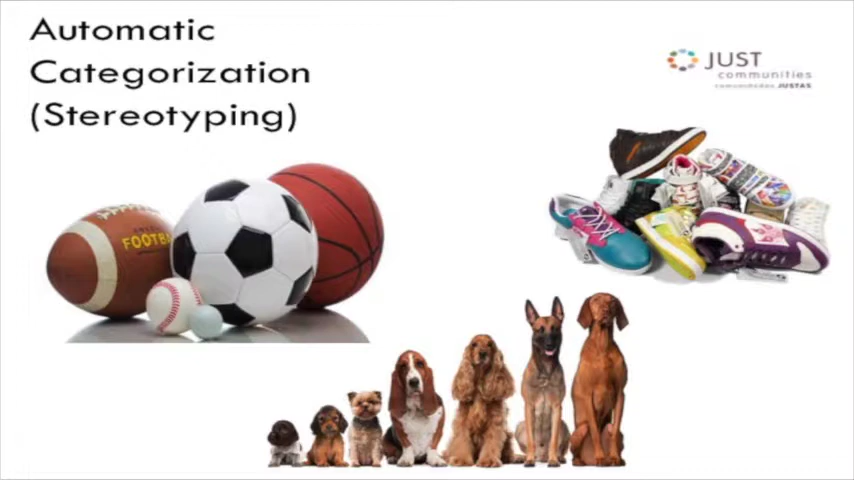 Automatic
Categorization
(Stereotyping)
JUST
communities
comunidades JUSTAS
FOOTBA